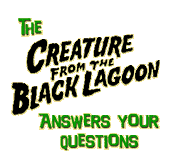 THE
CREATURE
FROM THE
BLACK LAGOON
ANSWERS YOUR
QUESTIONS